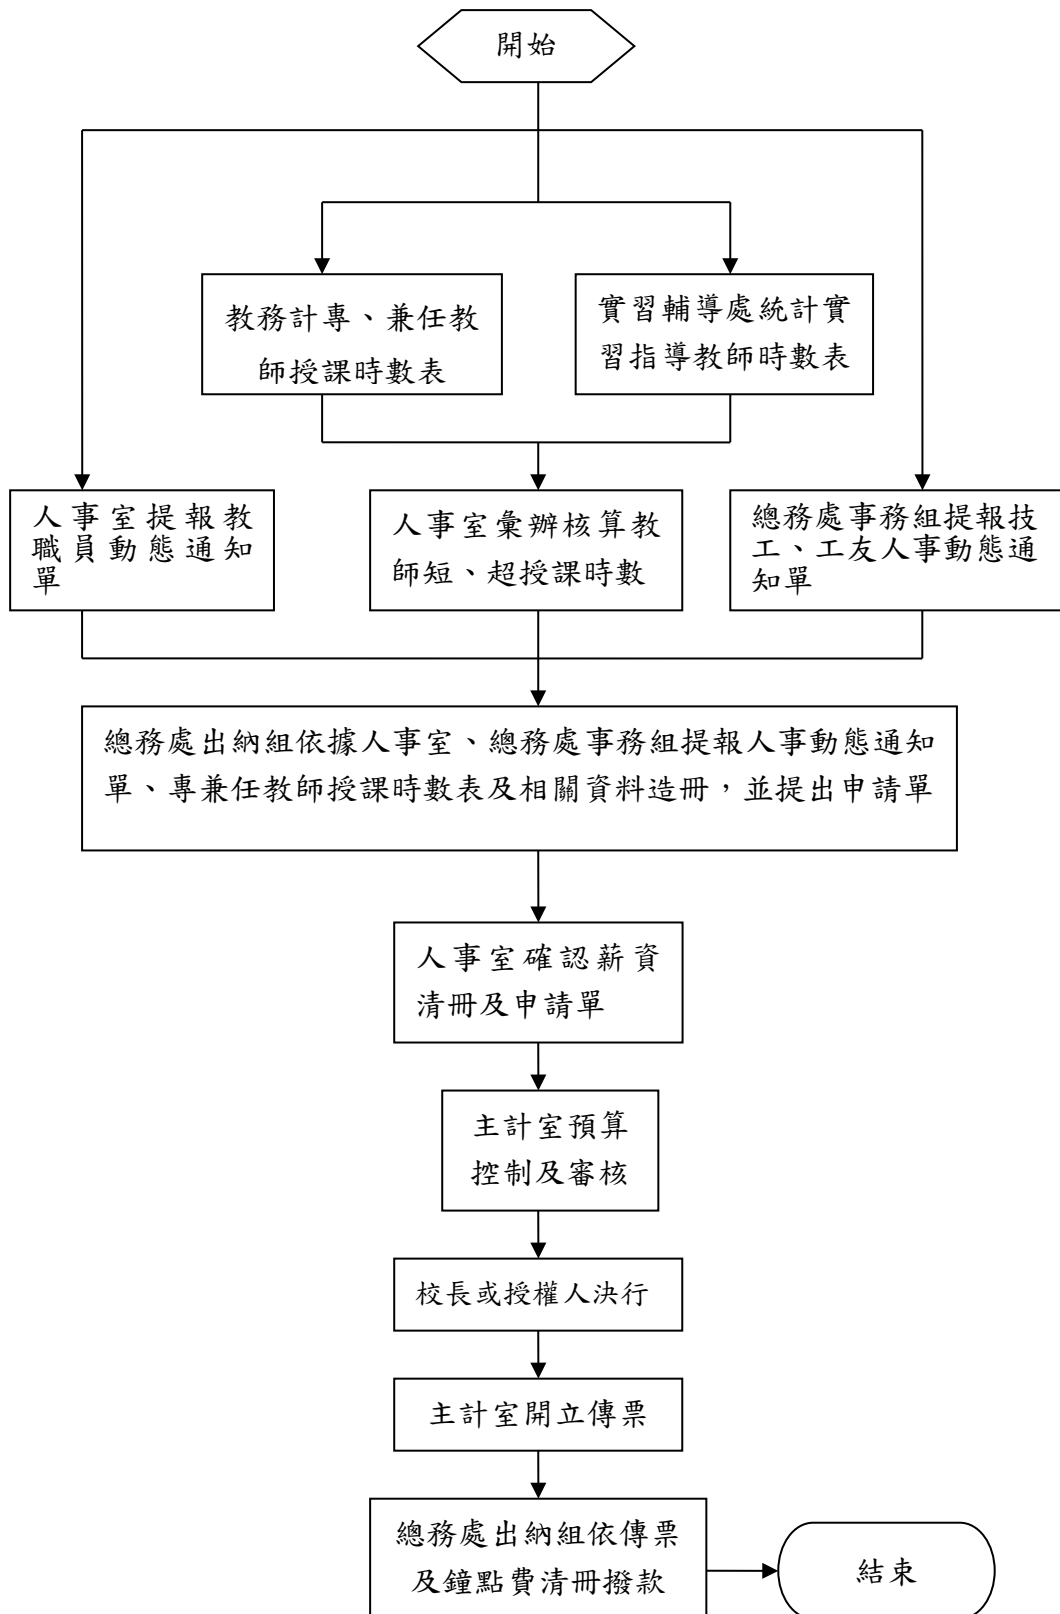 開始
教務計專、兼任教
師授課時數表
實習輔導處統計實
習指導教師時數表
人事室提報教
職員動態通知
單
人事室彙辦核算教
師短、超授課時數
總務處事務組提報技
工、工友人事動態通
知單
總務處出納組依據人事室、總務處事務組提報人事動態通知
單、專兼任教師授課時數表及相關資料造冊，並提出申請單
人事室確認薪資
清冊及申請單
主計室預算
控制及審核
校長或授權人決行
主計室開立傳票
總務處出納組依傳票
及鐘點費清冊撥款
結束